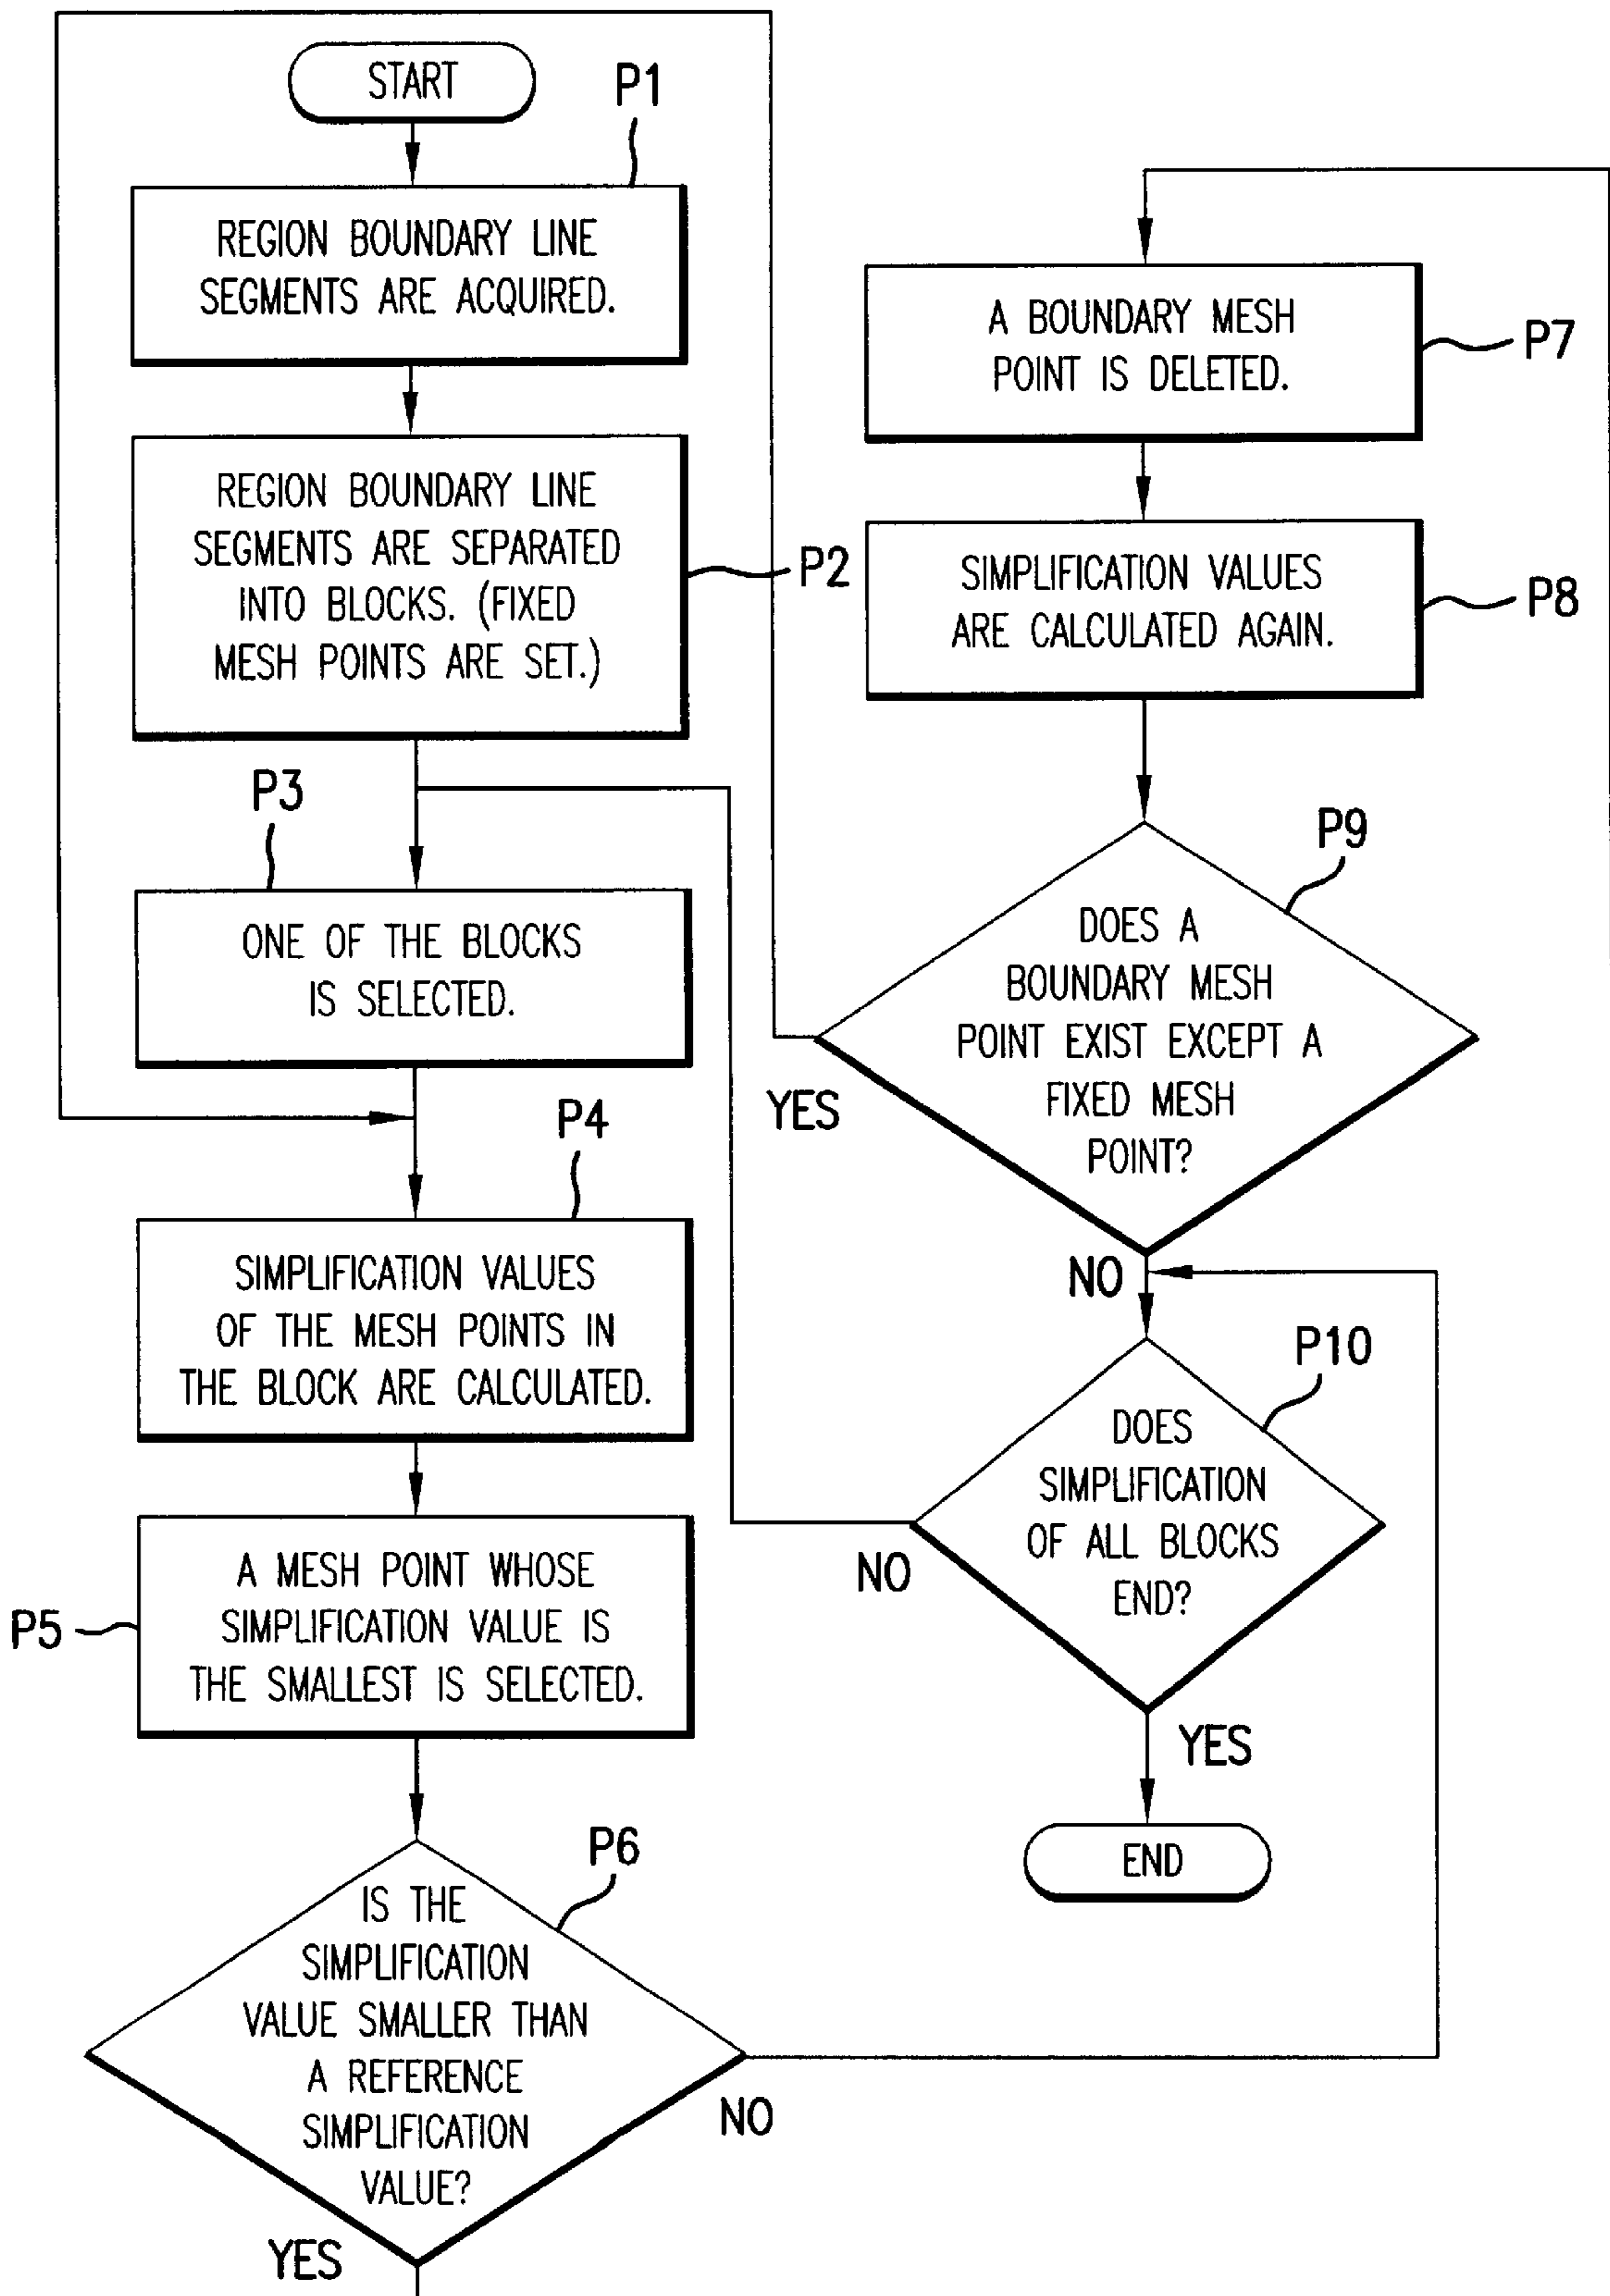 START
P1
REGION BOUNDARY LINE
SEGMENTS ARE ACQUIRED.
REGION BOUNDARY LINE
SEGMENTS ARE SEPARATED
INTO BLOCKS. (FIXED
MESH POINTS ARE SET.)
P2
P3
ONE OF THE BLOCKS
IS SELECTED.
P4
SIMPLIFICATION VALUES
OF THE MESH POINTS IN
THE BLOCK ARE CALCULATED.
P5
A MESH POINT WHOSE
SIMPLIFICATION VALUE IS
THE SMALLEST IS SELECTED.
P6
IS THE
SIMPLIFICATION
VALUE SMALLER THAN
A REFERENCE
SIMPLIFICATION
VALUE?
NO
YES
A BOUNDARY MESH
POINT IS DELETED.
P7
SIMPLIFICATION VALUES
ARE CALCULATED AGAIN.
P8
P9
DOES A
BOUNDARY MESH
POINT EXIST EXCEPT A
FIXED MESH
POINT?
YES
NO
P10
DOES
SIMPLIFICATION
OF ALL BLOCKS
END?
NO
YES
END